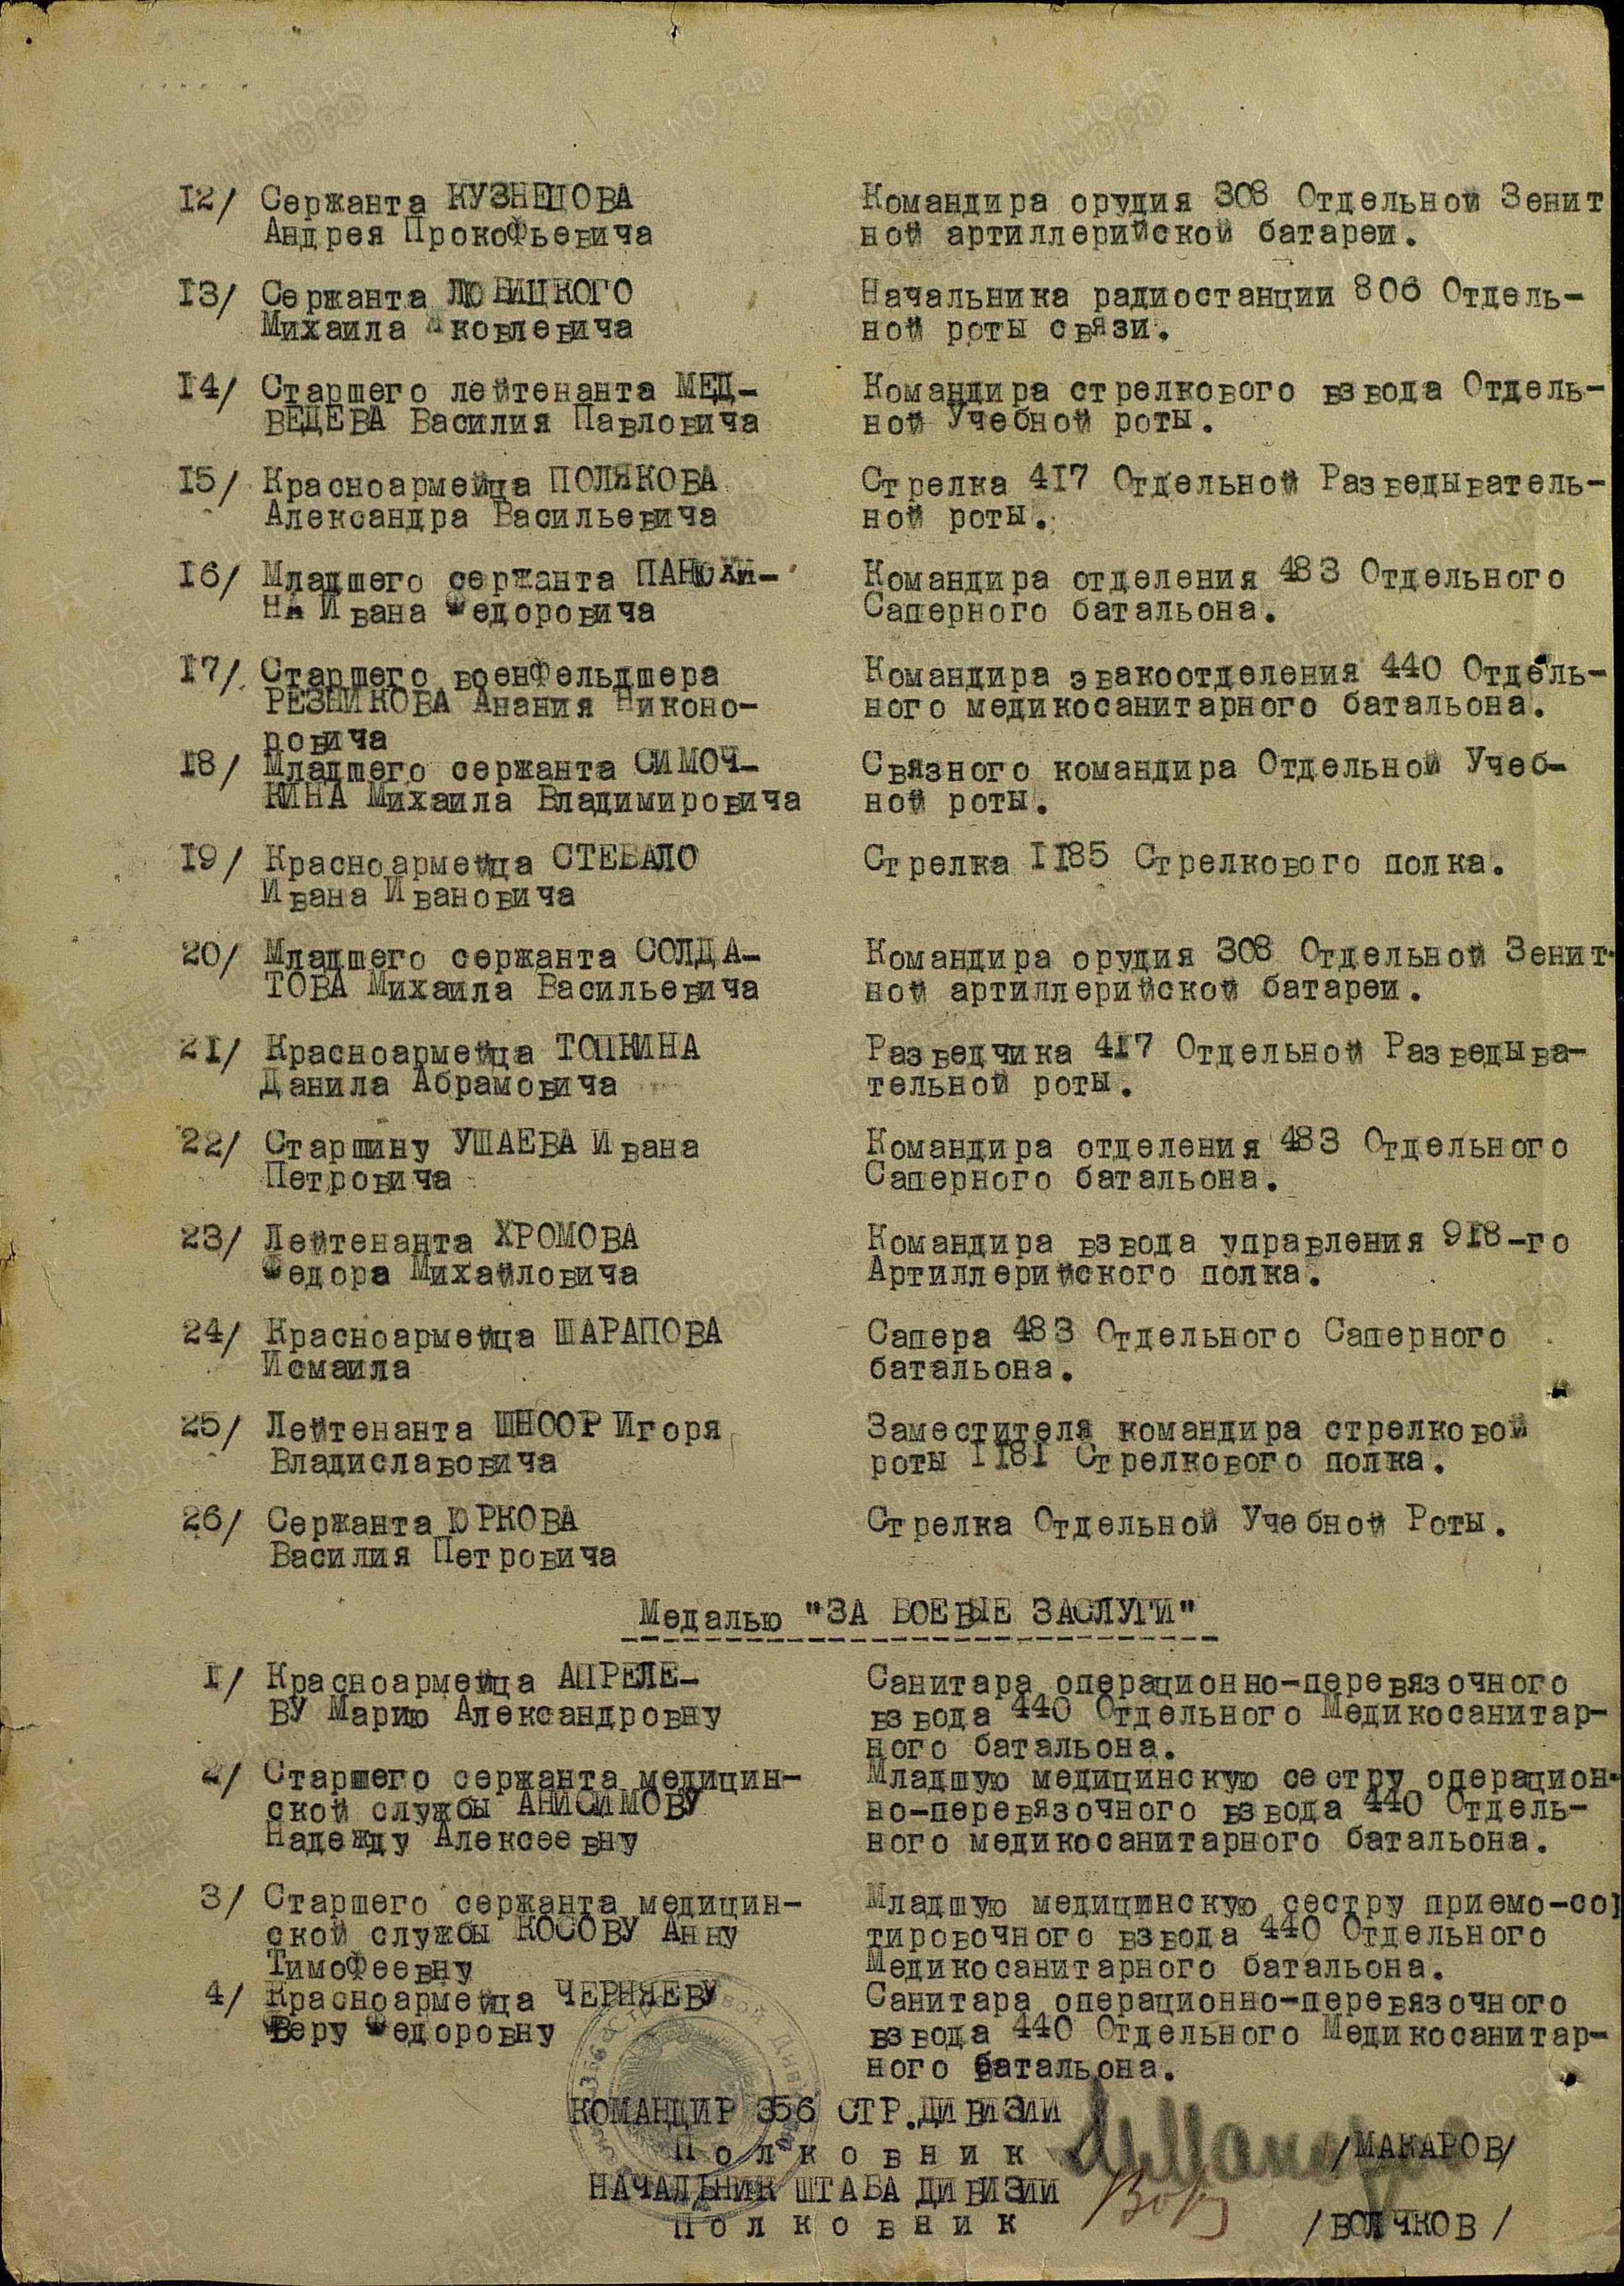 12/ Сержанта КУЗНЕЦОВА Командира орудия 308 Отдельной Зенит
Андрея Прокофьевича ной артиллерийской батареи.
13/ Сержанта ЛЮБИЦКОГО Начальника радиостанции 806 Отдель-
Михаила Яковлевича ной роты связи.
14/ Старшего лейтенанта МЕД- Командира стрелкового взвода Отдель-
ВЕДЕВА Василия Павловича ной Учебной роты.
15/ Красноармейца ПОЛЯКОВА Стрелка 417 Отдельной Разведыватель-
Александра Васильевича ной роты.
16/ Младшего сержанта ПАНЮХИ- Командира отделения 483 Отдельного
НА Ивана Федоровича Саперного батальона.
17/ Старшего военфельдшера Командира эвакоотделения 440 Отдель-
РЕЗНИКОВА Анания Никоно- ного медикосанитарного батальона.
ровича
18/ Младшего сержанта СИМОЧ- Связного командира Отдельной Учеб-
КИНА Михаила Владимировича ной роты.
19/ Красноармейца СТЕБАЛО Стрелка 1185 Стрелкового полка.
Ивана Ивановича
20/ Младшего сержанта СОЛДА- Командира орудия 308 Отдельной Зенит-
ТОВА Михаила Васильевича ной артиллерийской батареи.
21/ Красноармейца ТОПКИНА Разведчика 417 Отдельной Разведыва-
Данила Абрамовича тельной роты.
22/ Старшину УШАЕВА Ивана Командира отделения 483 Отдельного
Петровича Саперного батальона.
23/ Лейтенанта ХРОМОВА Командира взвода управления 918-го
Федора Михайловича Артиллерийского полка.
24/ Красноармейца ШАРАПОВА Сапера 483 Отдельного Саперного
Исмаила батальона.
25/ Лейтенанта ШНООР Игоря Заместителя командира стрелковой
Владиславовича роты 1181 Стрелкового полка.
26/ Сержанта ЮРКОВА Стрелка Отдельной Учебной Роты.
Василия Петровича
Медалью "ЗА БОЕВЫЕ ЗАСЛУГИ"
1/ Красноармейца АПРЕЛЕ- Санитара операционно-перевязочного
ВУ Марию Александровну взвода 440 Отдельного Медикосанитар-
ного батальона.
2/ Старшего сержанта медицин- Младшую медицинскую сестру операцион-
ской службы АНИСИМОВУ но-перевязочного взвода 440 Отдель-
Надежду Алексеевну ного медикосанитарного батальона.
3/ Старшего сержанта медицин- Младшую медицинскую сестру приемо-сор
ской службы КОСОВУ Анну тировочного взвода 440 Отдельного
Тимофеевну Медикосанитарного батальона.
4/ Красноармейца ЧЕРНЯЕВУ Санитара операционно-перевязочного
Веру Федоровну взвода 440 Отдельного Медикосанитар-
ного батальона.
КОМАНДИР 356 СТР.ДИВИЗИИ
Полковник /МАКАРОВ/
НАЧАЛЬНИК ШТАБА ДИВИЗИИ
Полковник /ВОЛЧКОВ/